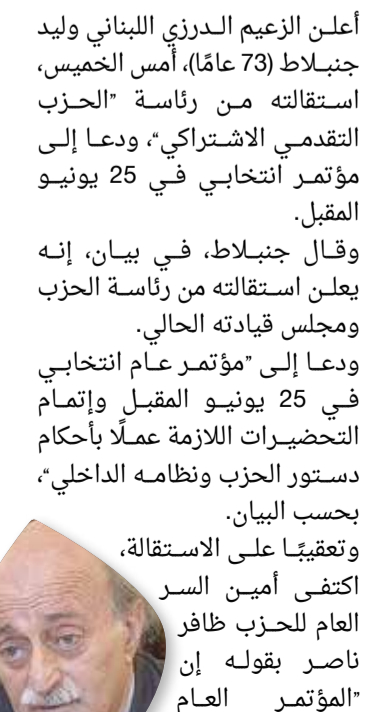 أعلن الزعيم الدرزي اللبناني وليد
جنبلاط (73 عامًا)، أمس الخميس،
استقالته من رئاسة "الحزب
التقدمي الاشتراكي"، ودعا إلى
مؤتمر انتخابي في 25 يونيو
المقبل.
وقال جنبلاط، في بيان، إنه
يعلن استقالته من رئاسة الحزب
ومجلس قيادته الحالي.
ودعا إلى "مؤتمر عام انتخابي
في 25 يونيو المقبل وإتمام
التحضيرات اللازمة عملًا بأحكام
دستور الحزب ونظامه الداخلي"،
بحسب البيان.
وتعقيبًا على الاستقالة،
اكتفى أمين السر
العام للحزب ظافر
ناصر بقوله إن
"المؤتمر العام